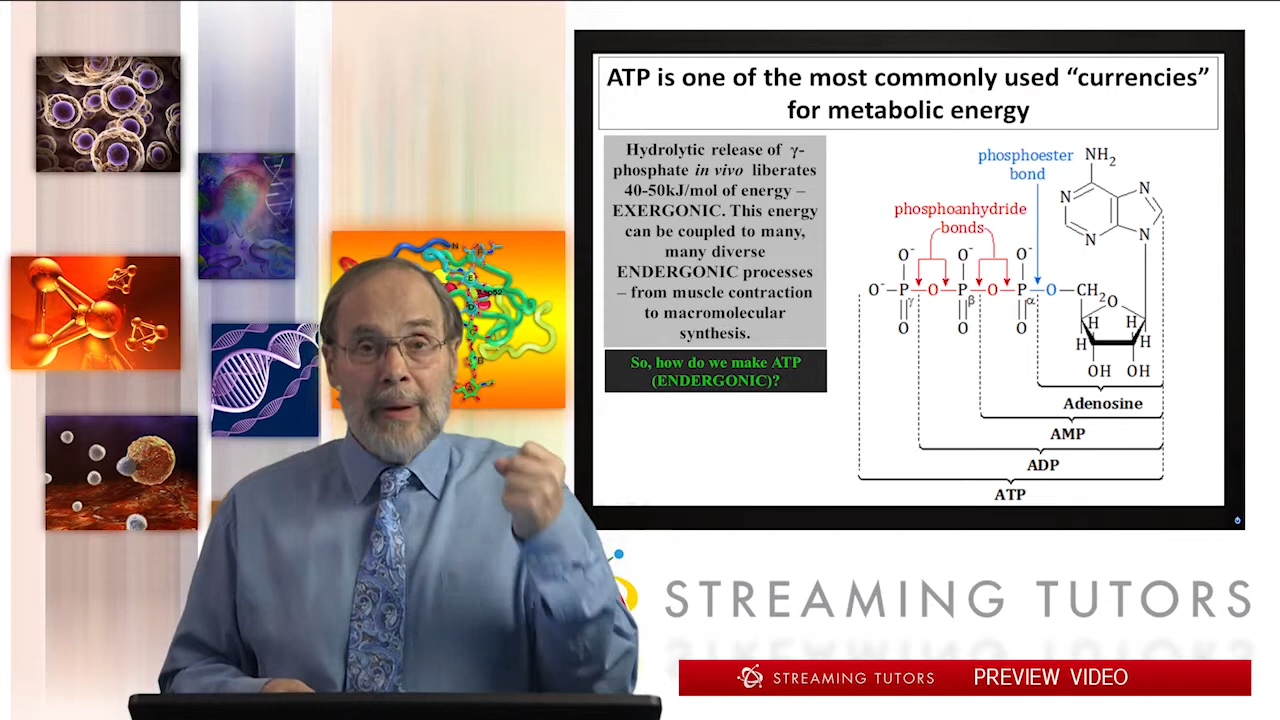 ATP is one of the most commonly used “currencies”
for metabolic energy
Hydrolytic release of γ-
phosphate in vivo liberates
40-50kJ/mol of energy –
EXERGONIC. This energy
can be coupled to many,
many diverse
ENDERGONIC processes
– from muscle contraction
to macromolecular
synthesis.
So, how do we make ATP
(ENDERGONIC)?
phosphoester
bond
phosphoanhydride
bonds
NH₂
N N
N N
O⁻ O⁻ O⁻
O⁻ P O P O P O CH₂
γ β α
O O O
O
H H
H H
OH OH
Adenosine
AMP
ADP
ATP
STREAMING TUTORS
STREAMING TUTORS PREVIEW VIDEO